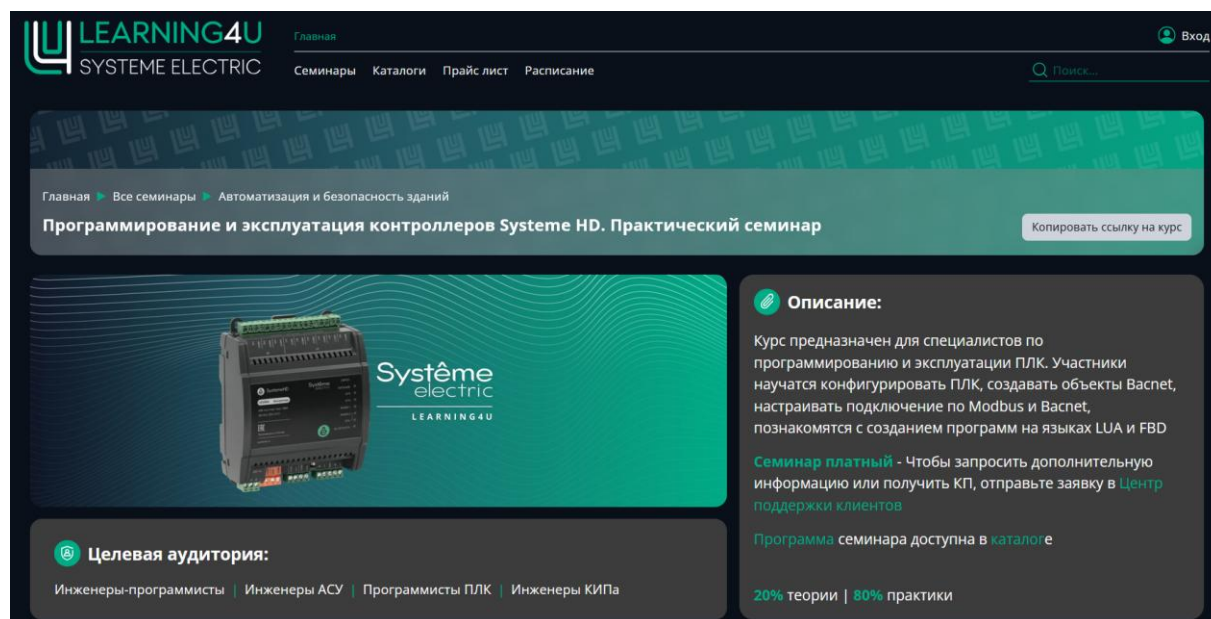 LEARNING4U
SYSTEME ELECTRIC
Главная
Вход
Семинары Каталоги Прайс лист Расписание
Поиск...
Главная ▶ Все семинары ▶ Автоматизация и безопасность зданий
Программирование и эксплуатация контроллеров Systeme HD. Практический семинар
Копировать ссылку на курс
Système
electric
LEARNING4U
Описание:
Курс предназначен для специалистов по
программированию и эксплуатации ПЛК. Участники
научатся конфигурировать ПЛК, создавать объекты Bacnet,
настраивать подключение по Modbus и Bacnet,
познакомятся с созданием программ на языках LUA и FBD
Семинар платный - Чтобы запросить дополнительную
информацию или получить КП, отправьте заявку в Центр
поддержки клиентов
Программа семинара доступна в каталоге
20% теории | 80% практики
Целевая аудитория:
Инженеры-программисты | Инженеры АСУ | Программисты ПЛК | Инженеры КИПа